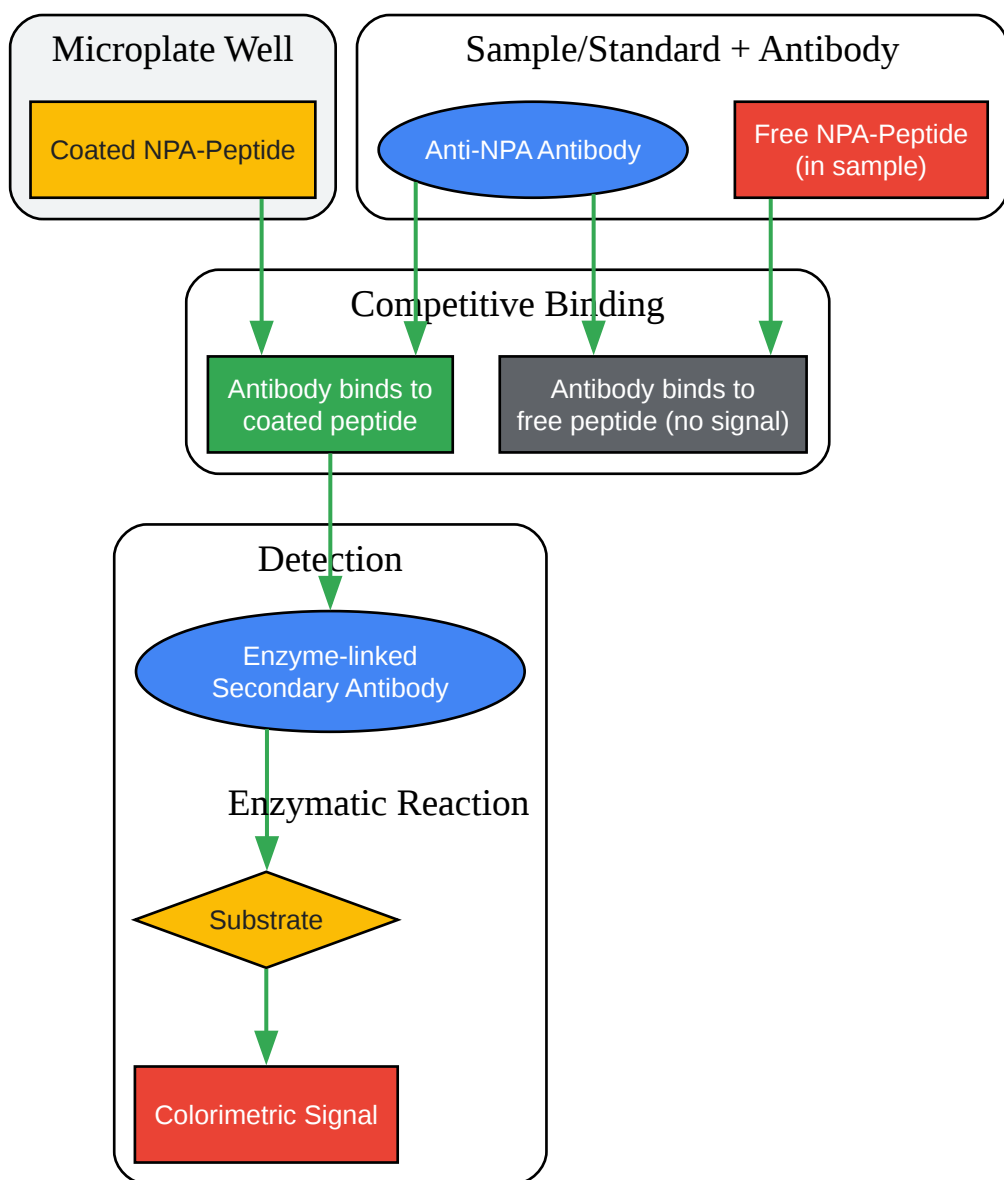 Microplate Well
Sample/Standard + Antibody
Coated NPA-Peptide
Anti-NPA Antibody
Free NPA-Peptide
(in sample)
Competitive Binding
Antibody binds to
coated peptide
Antibody binds to
free peptide (no signal)
Detection
Enzyme-linked
Secondary Antibody
Enzymatic Reaction
Substrate
Colorimetric Signal